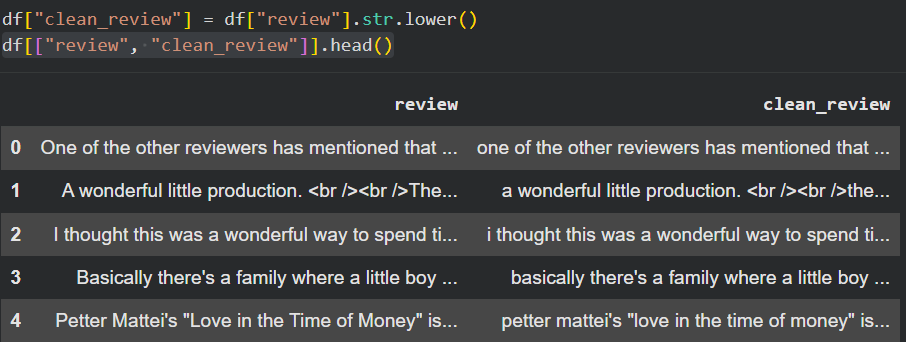 df["clean_review"] = df["review"].str.lower()
df[["review", "clean_review"]].head()
review clean_review
0 One of the other reviewers has mentioned that ... one of the other reviewers has mentioned that ...
1 A wonderful little production. <br /><br />The... a wonderful little production. <br /><br />the...
2 I thought this was a wonderful way to spend ti... i thought this was a wonderful way to spend ti...
3 Basically there's a family where a little boy ... basically there's a family where a little boy ...
4 Petter Mattei's "Love in the Time of Money" is... petter mattei's "love in the time of money" is...